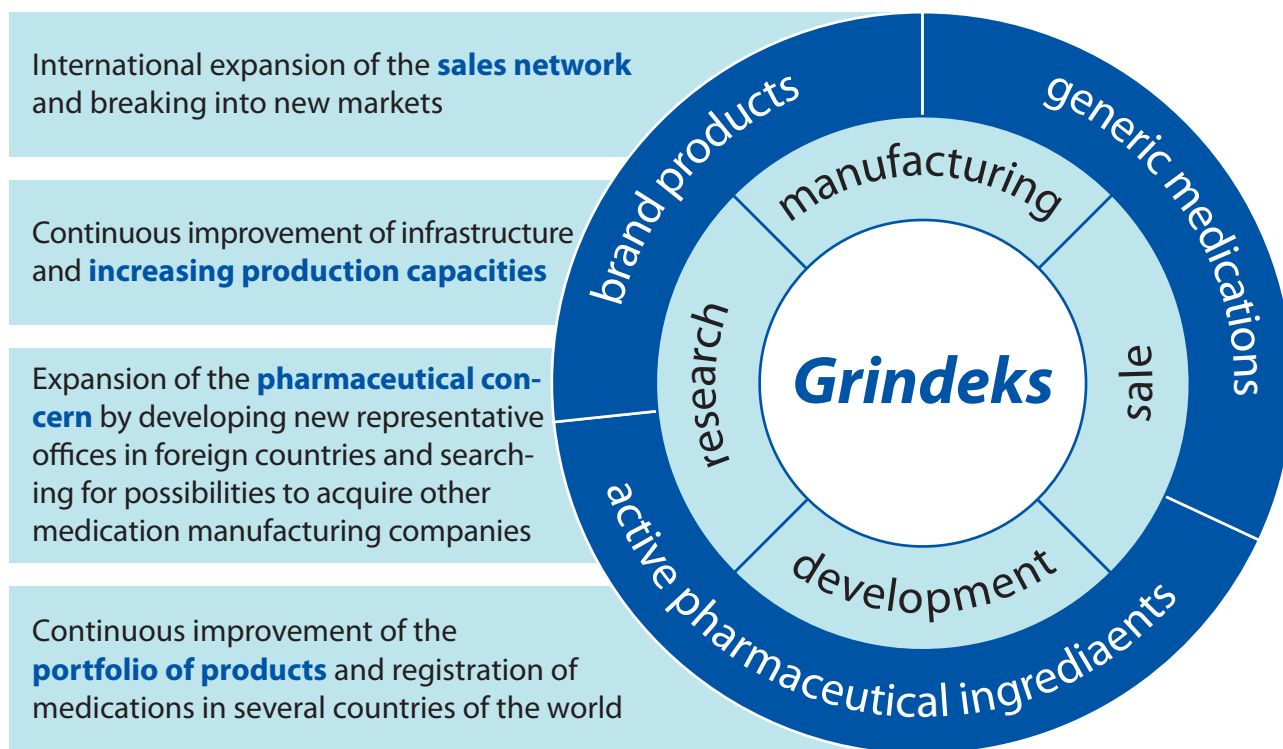 International expansion of the sales network
and breaking into new markets
Continuous improvement of infrastructure
and increasing production capacities
Expansion of the pharmaceutical con-
cern by developing new representative
offices in foreign countries and search-
ing for possibilities to acquire other
medication manufacturing companies
Continuous improvement of the
portfolio of products and registration of
medications in several countries of the world
brand products
generic medications
active pharmaceutical ingrediaents
manufacturing
sale
development
research
Grindeks